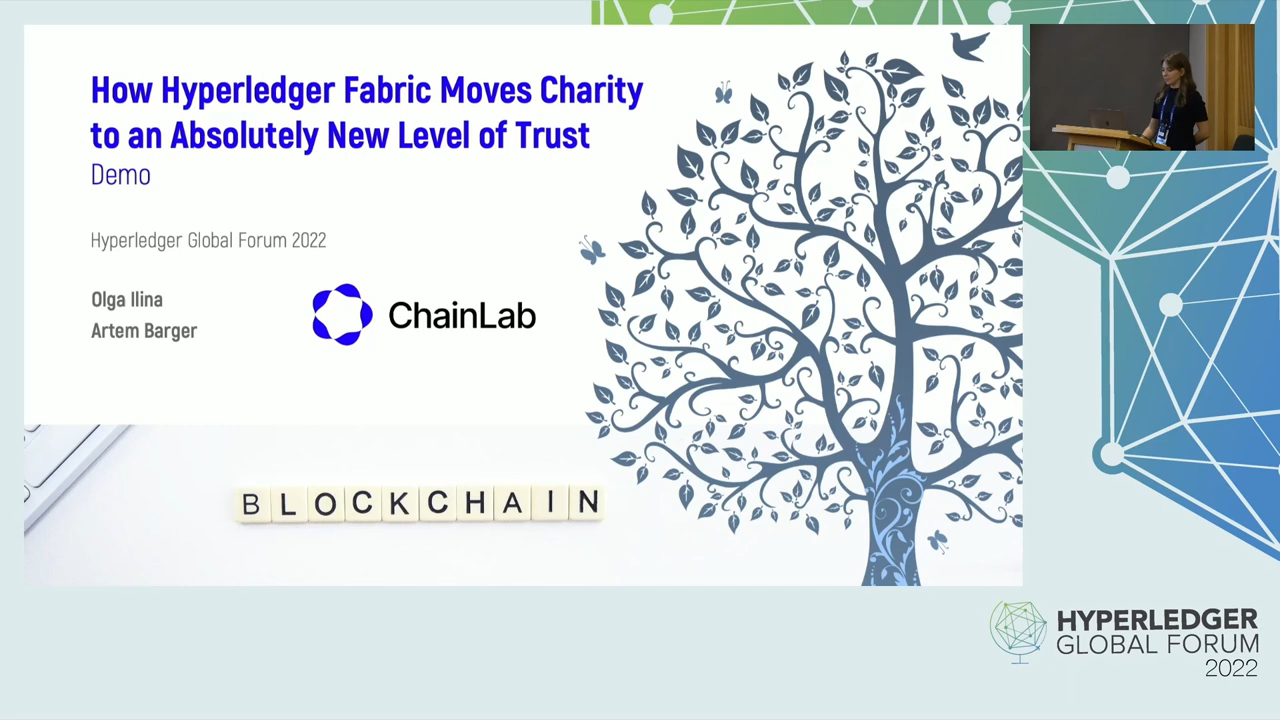 How Hyperledger Fabric Moves Charity
to an Absolutely New Level of Trust
Demo
Hyperledger Global Forum 2022
Olga Ilina
Artem Barger
ChainLab
BLOCKCHAIN
HYPERLEDGER
GLOBAL FORUM
2022